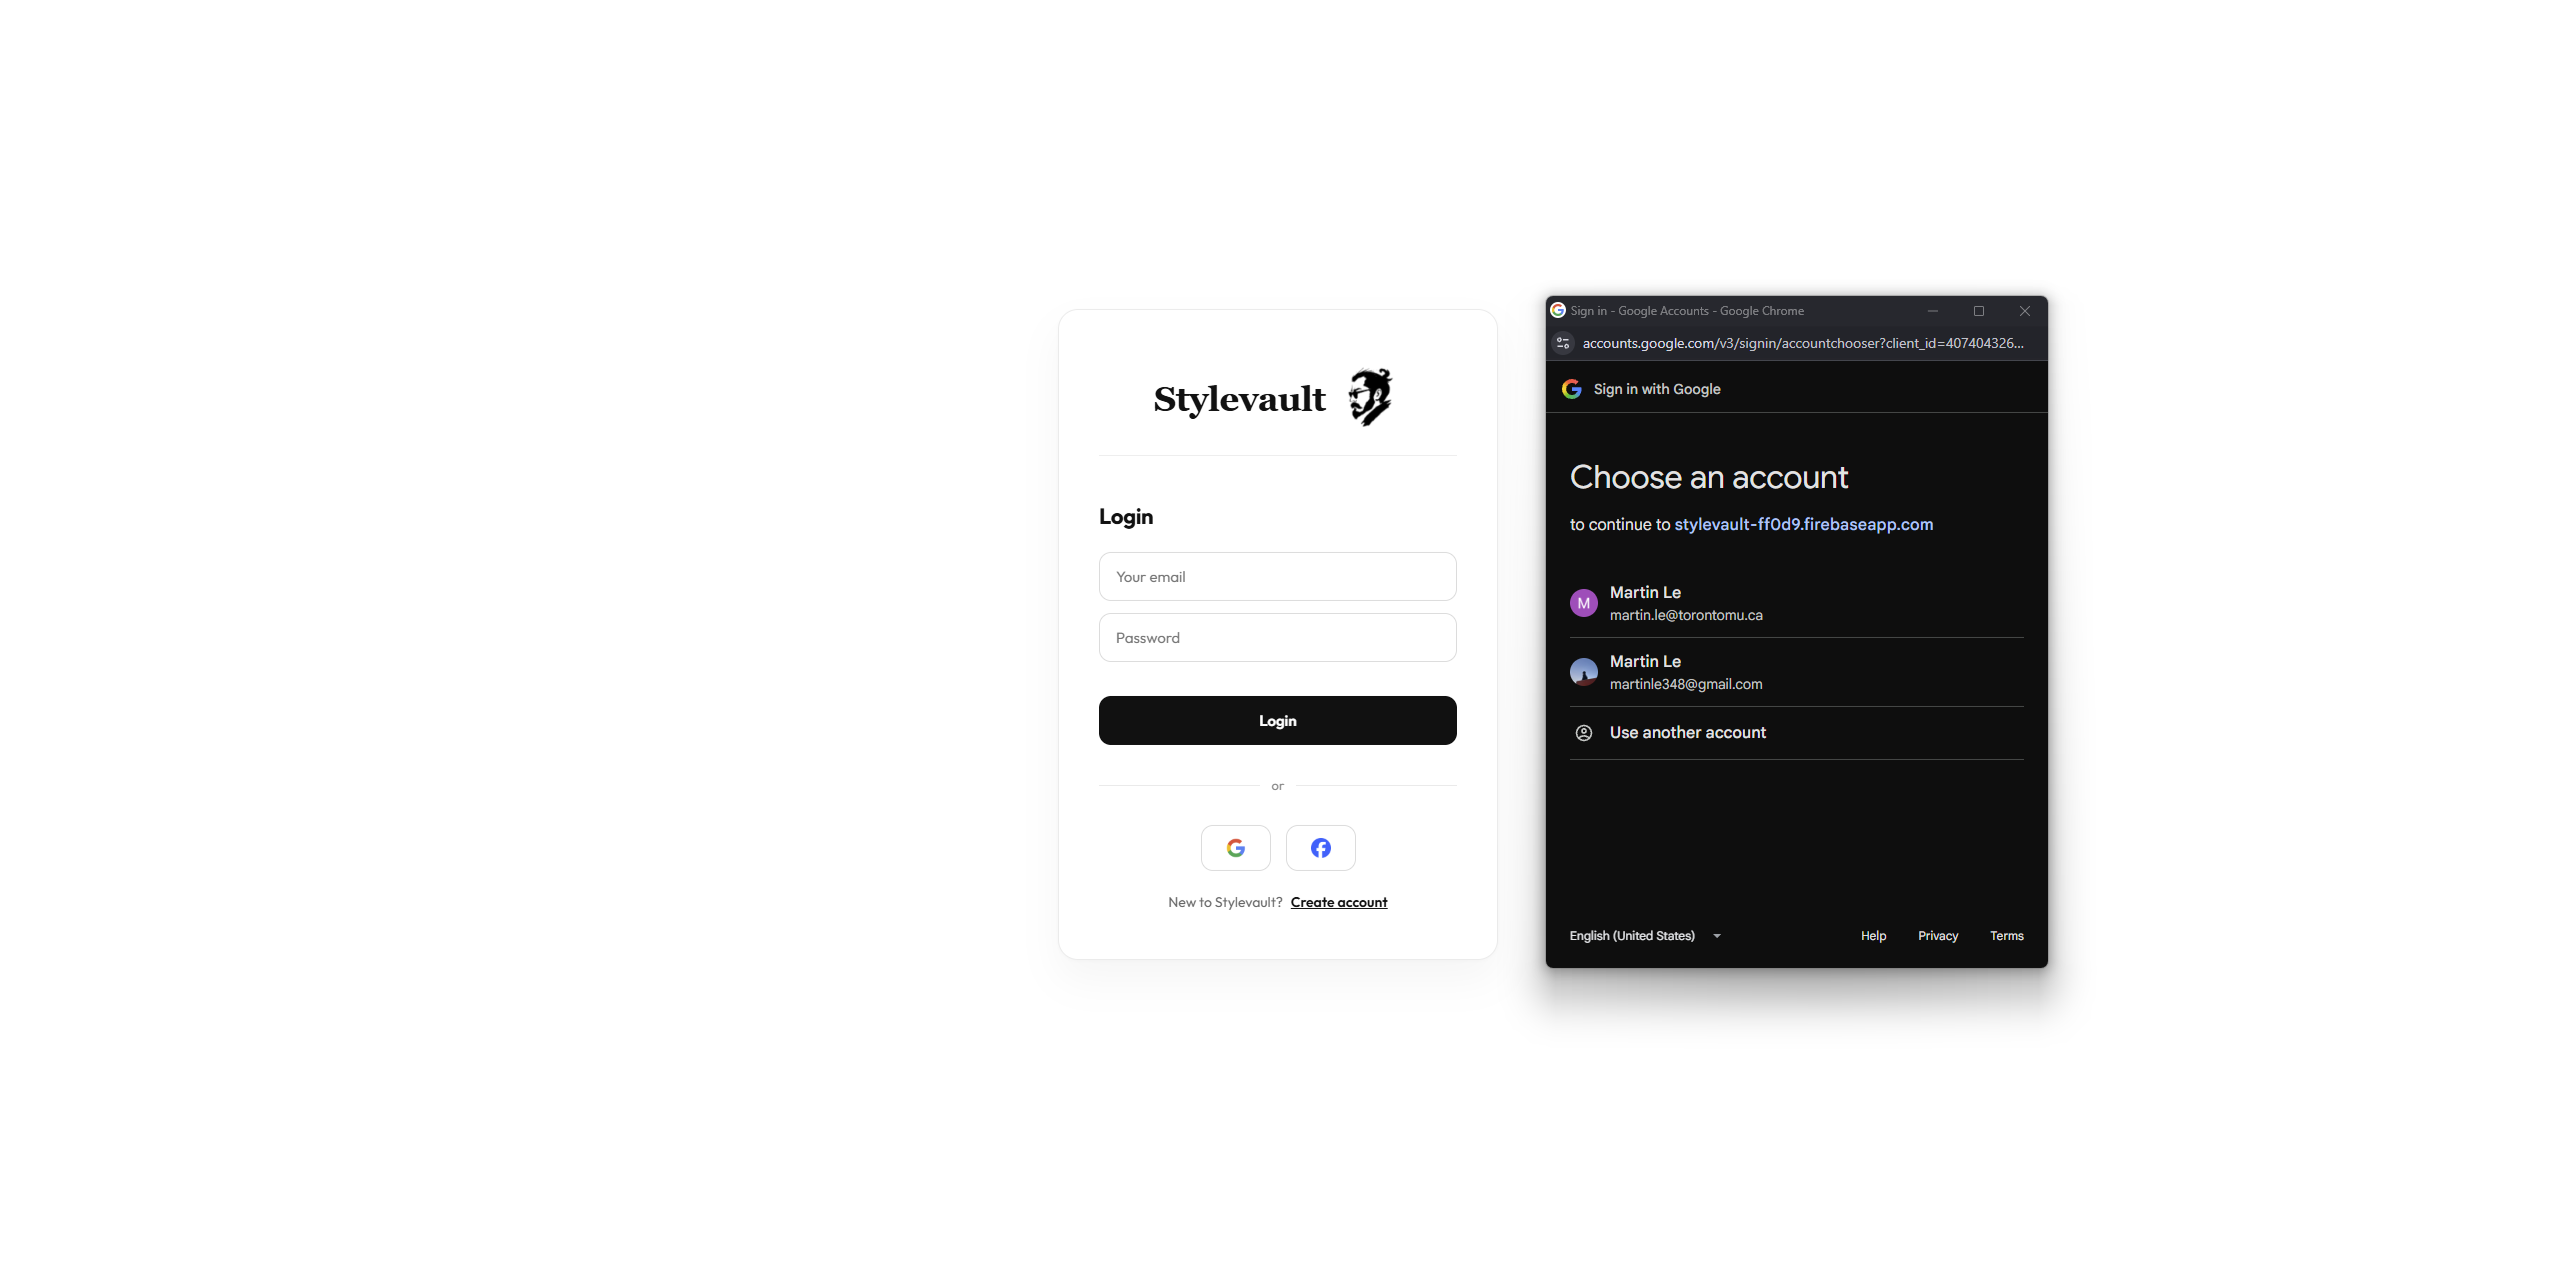 Stylevault
Login
Your email
Password
Login
or
New to Stylevault? Create account
Sign in - Google Accounts - Google Chrome
accounts.google.com/v3/signin/accountchooser?client_id=407404326...
Sign in with Google
Choose an account
to continue to stylevault-ff0d9.firebaseapp.com
M
Martin Le
martin.le@torontomu.ca
Martin Le
martinle348@gmail.com
Use another account
English (United States)
Help Privacy Terms